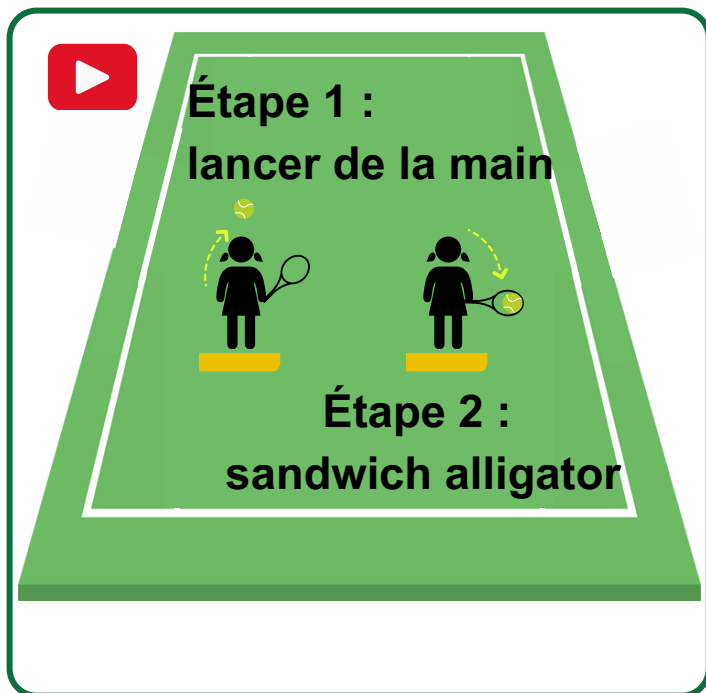 Étape 1 :
lancer de la main
Étape 2 :
sandwich alligator